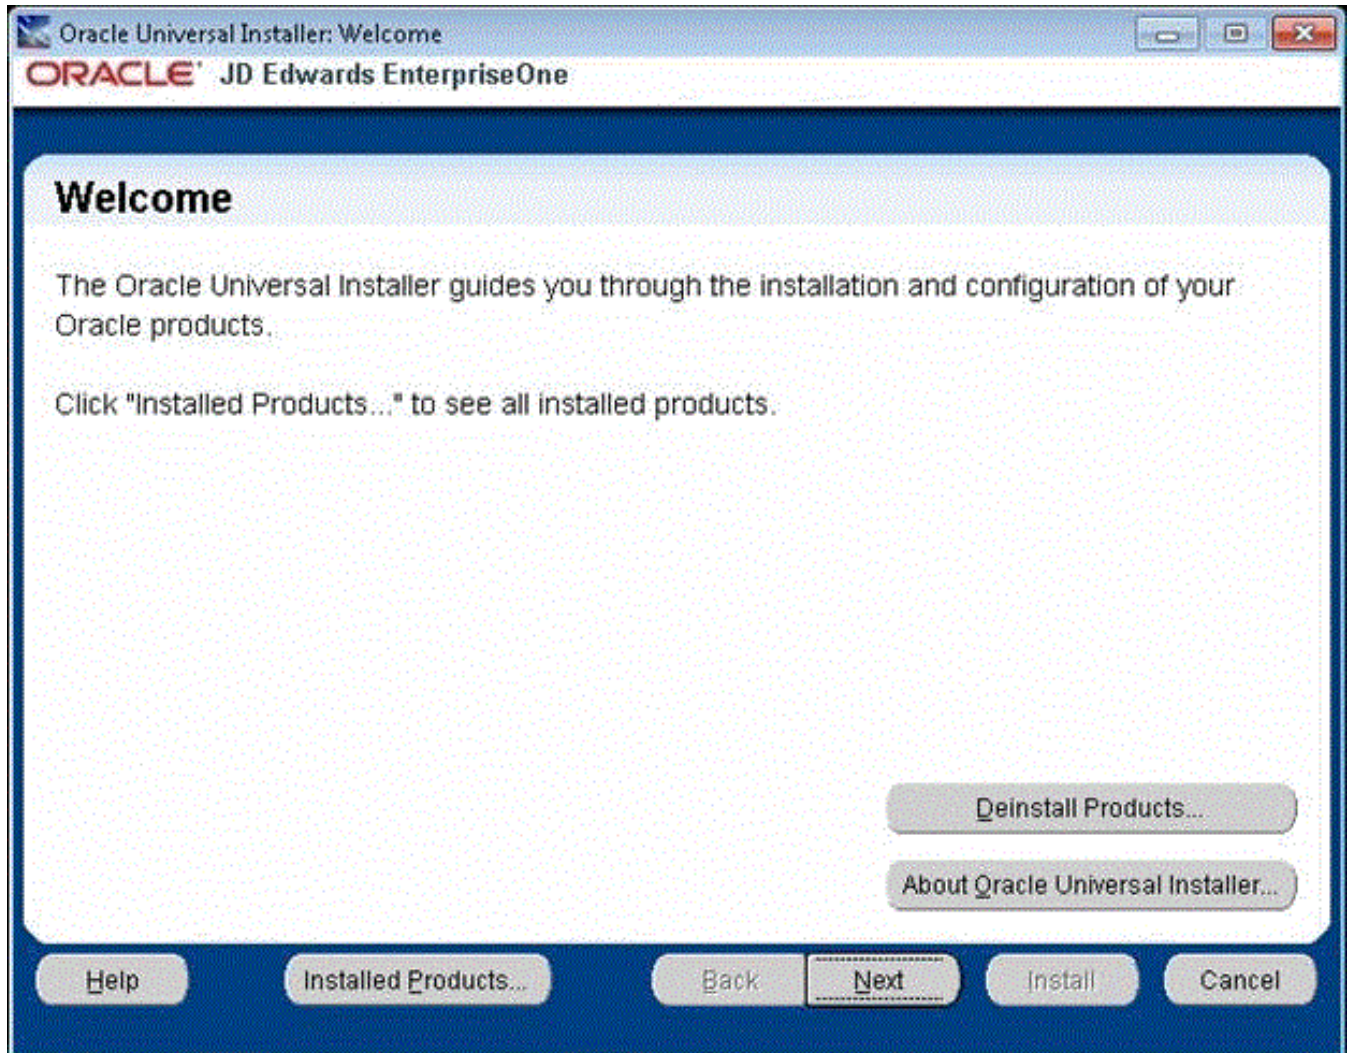 Oracle Universal Installer: Welcome
ORACLE' JD Edwards EnterpriseOne
Welcome
The Oracle Universal Installer guides you through the installation and configuration of your
Oracle products.
Click "Installed Products..." to see all installed products.
Deinstall Products...
About Oracle Universal Installer...
Help Installed Products... Back Next Install Cancel